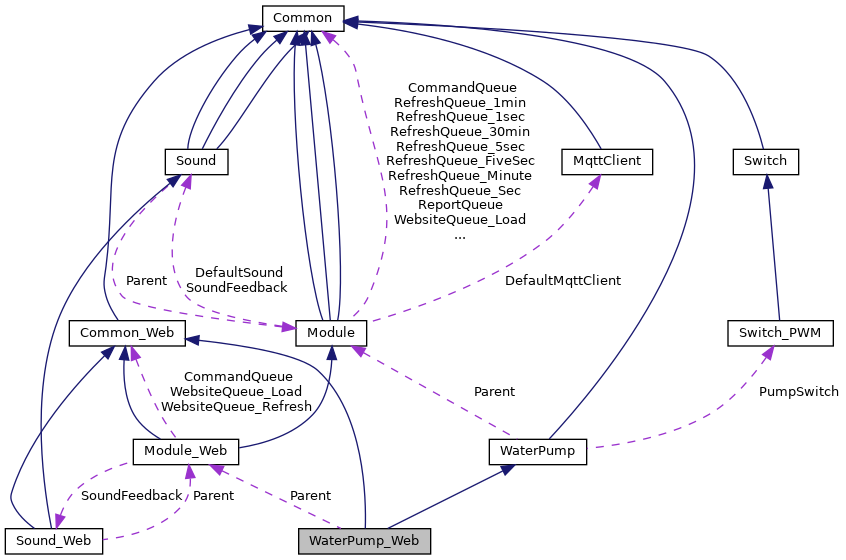 Common
CommandQueue
RefreshQueue_1min
RefreshQueue_1sec
RefreshQueue_30min
RefreshQueue_5sec
RefreshQueue_FiveSec
RefreshQueue_Minute
RefreshQueue_Sec
ReportQueue
WebsiteQueue_Load
...
Sound
MqttClient
Switch
Parent
DefaultSound
SoundFeedback
DefaultMqttClient
Common_Web
Module
Switch_PWM
CommandQueue
WebsiteQueue_Load
WebsiteQueue_Refresh
Parent
PumpSwitch
Module_Web
WaterPump
SoundFeedback
Parent
Parent
Sound_Web
WaterPump_Web